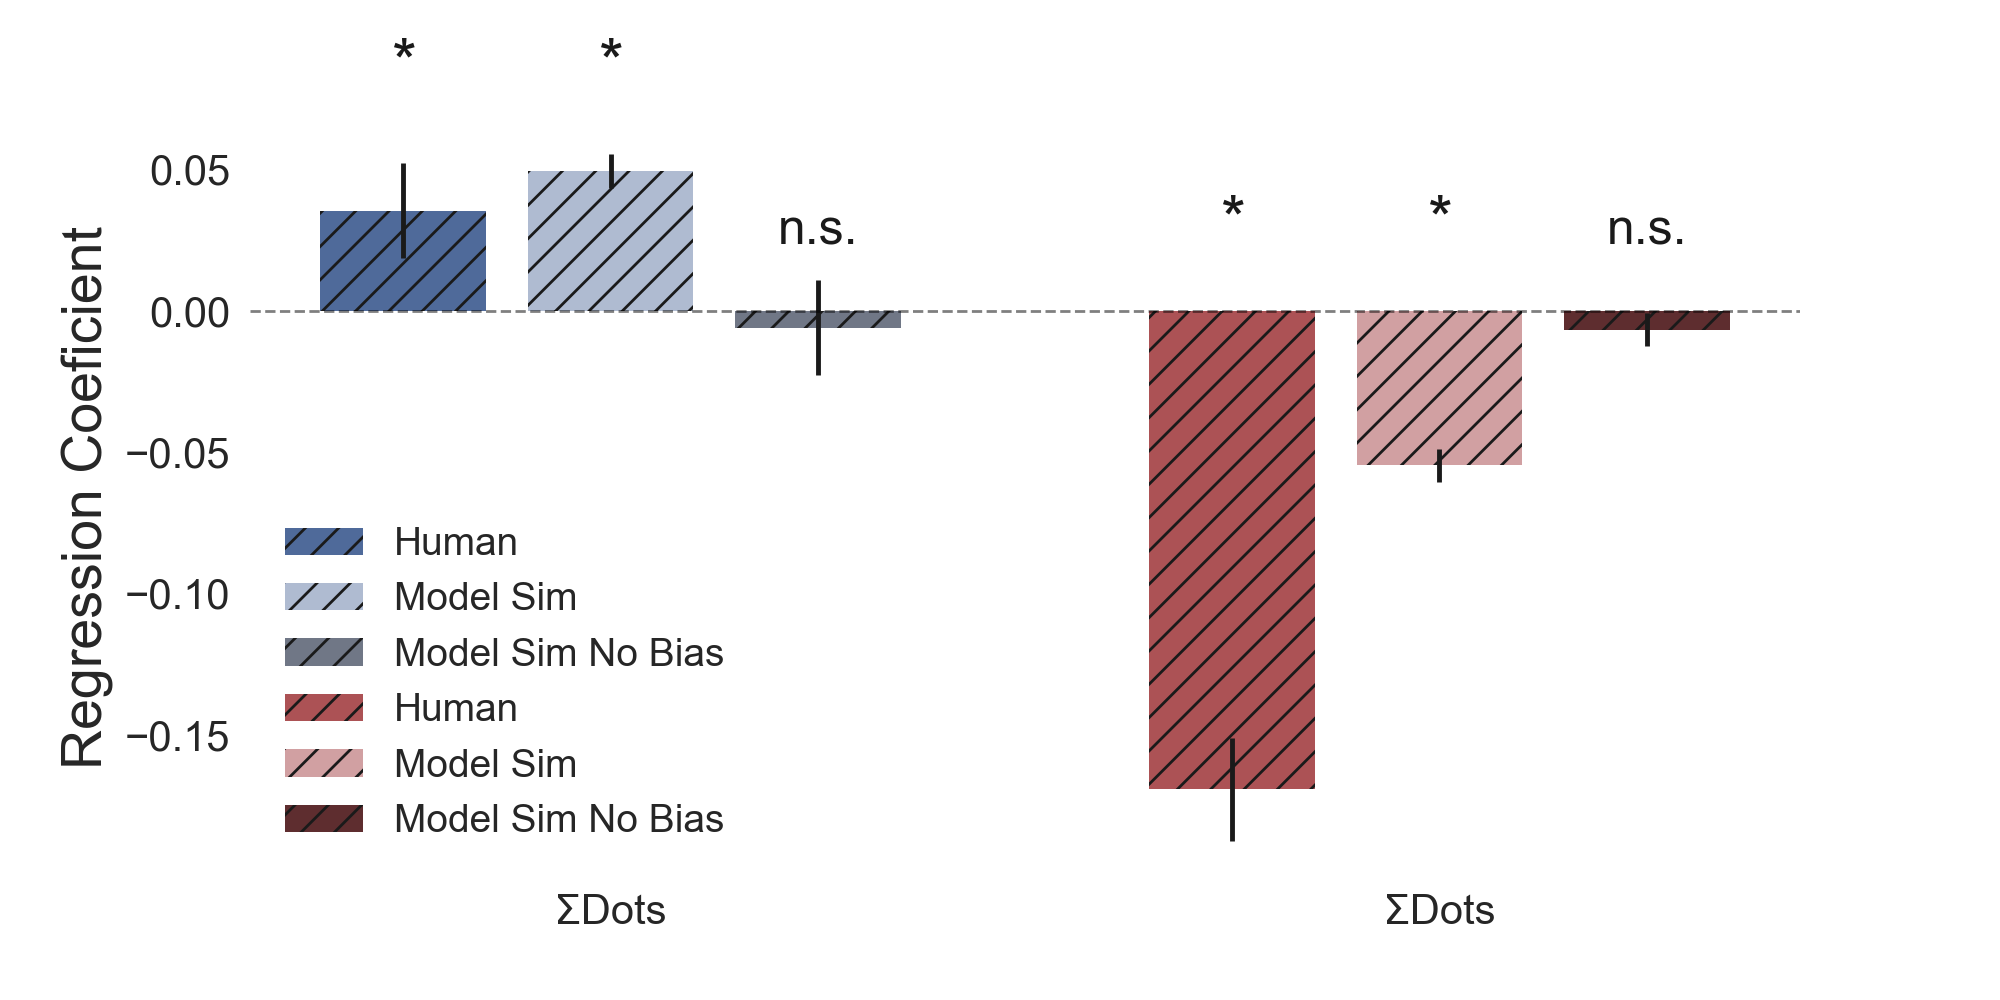 * *
0.05
* *
n.s. n.s.
0.00
−0.05
−0.10
−0.15
Regression Coefficient
Human
Model Sim
Model Sim No Bias
Human
Model Sim
Model Sim No Bias
ΣDots ΣDots